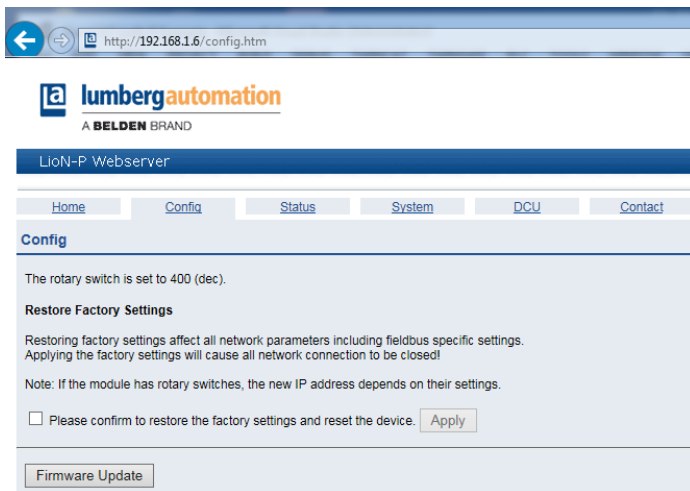 http://192.168.1.6/config.htm
la lumbergautomation
A BELDEN BRAND
LioN-P Webserver
Home Config Status System DCU Contact
Config
The rotary switch is set to 400 (dec).
Restore Factory Settings
Restoring factory settings affect all network parameters including fieldbus specific settings.
Applying the factory settings will cause all network connection to be closed!
Note: If the module has rotary switches, the new IP address depends on their settings.
Please confirm to restore the factory settings and reset the device. Apply
Firmware Update